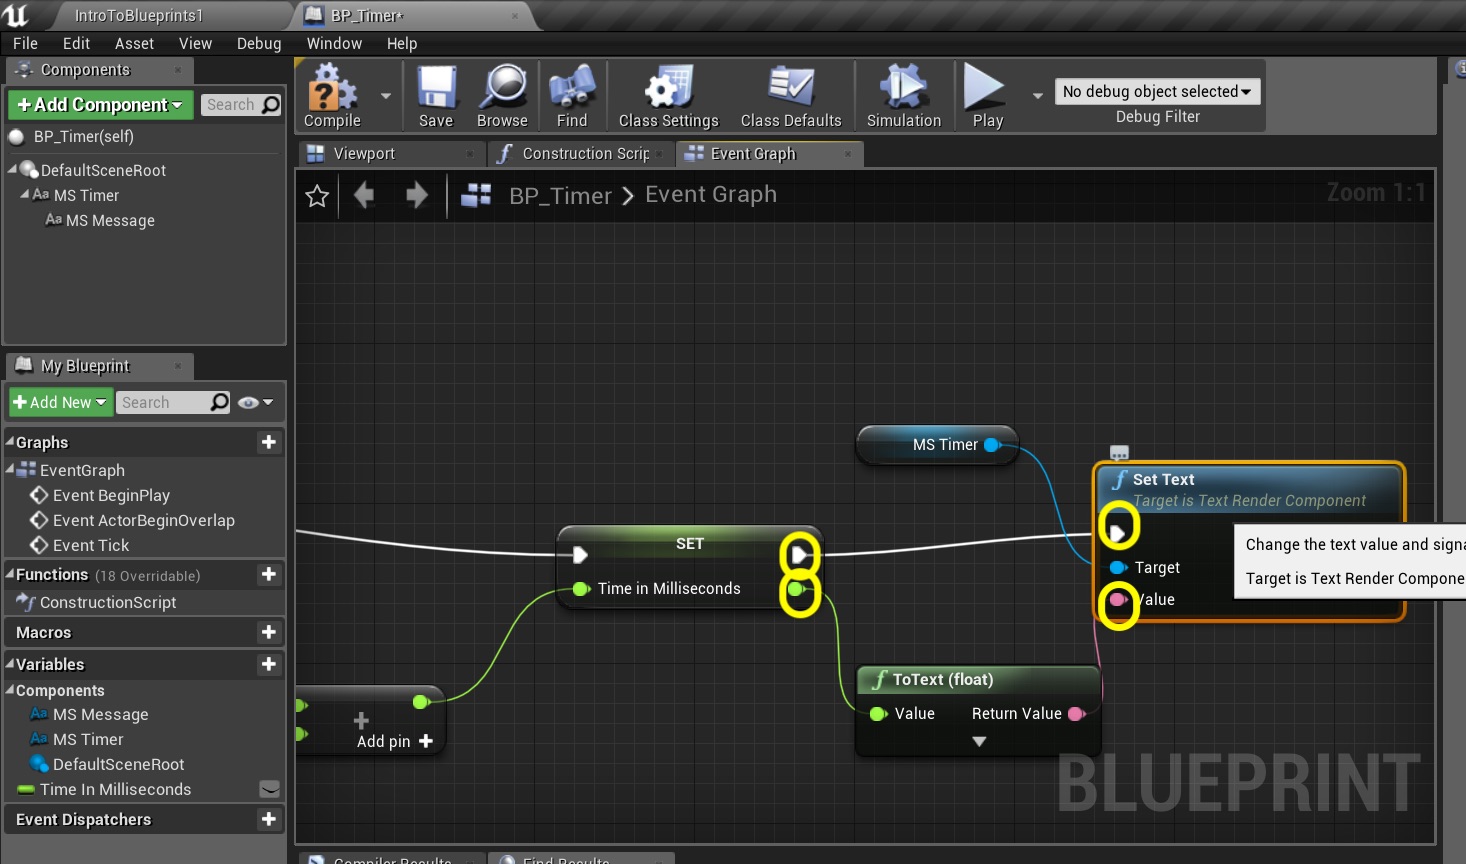 IntroToBlueprints1
BP_Timer*
File Edit Asset View Debug Window Help
Components
+Add Component
Search
BP_Timer(self)
DefaultSceneRoot
Aa MS Timer
Aa MS Message
Compile
Save
Browse
Find
Class Settings
Class Defaults
Simulation
Play
No debug object selected
Debug Filter
Viewport
Construction Scrip
Event Graph
BP_Timer > Event Graph
Zoom 1:1
My Blueprint
+Add New
Search
Graphs
EventGraph
Event BeginPlay
Event ActorBeginOverlap
Event Tick
Functions (18 Overridable)
ConstructionScript
Macros
Variables
Components
Aa MS Message
Aa MS Timer
DefaultSceneRoot
Time In Milliseconds
Event Dispatchers
MS Timer
SET
Time in Milliseconds
Add pin +
f Set Text
Target is Text Render Component
Target
Value
Change the text value and signa
Target is Text Render Compone
f ToText (float)
Value
Return Value
BLUEPRINT
Compiler Results
Find Results